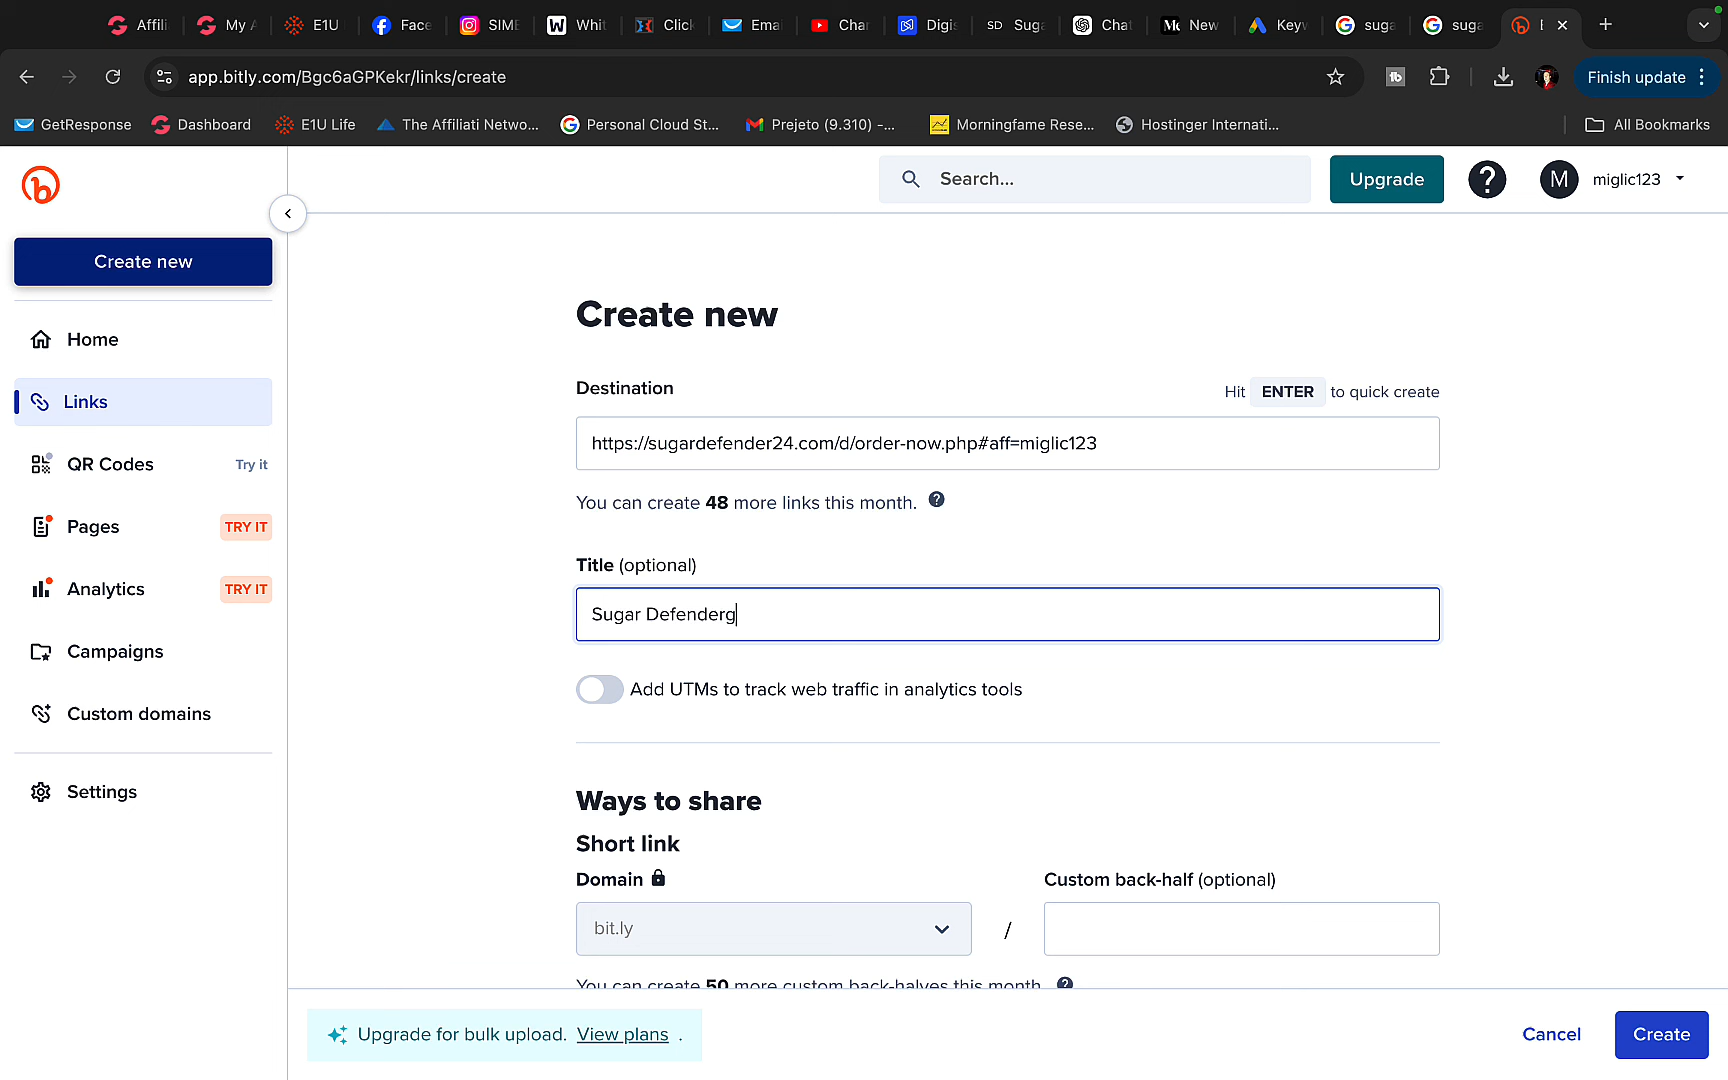 Affili
My A
E1U
Face
SIME
Whit
Click
Emai
Char
Digis
SD Suga
Chat
New
Keyw
suga
suga
app.bitly.com/Bgc6aGPKekr/links/create
Finish update
GetResponse
Dashboard
E1U Life
The Affiliati Netwo...
Personal Cloud St...
Prejeto (9.310) -...
Morningfame Rese...
Hostinger Internati...
All Bookmarks
Search...
Upgrade
?
M miglic123
Create new
Home
Links
QR Codes Try it
Pages TRY IT
Analytics TRY IT
Campaigns
Custom domains
Settings
Create new
Destination
Hit ENTER to quick create
https://sugardefender24.com/d/order-now.php#aff=miglic123
You can create 48 more links this month. ?
Title (optional)
Sugar Defenderg
Add UTMs to track web traffic in analytics tools
Ways to share
Short link
Domain
Custom back-half (optional)
bit.ly
/
You can create 50 more custom back-halves this month. ?
Upgrade for bulk upload. View plans .
Cancel
Create